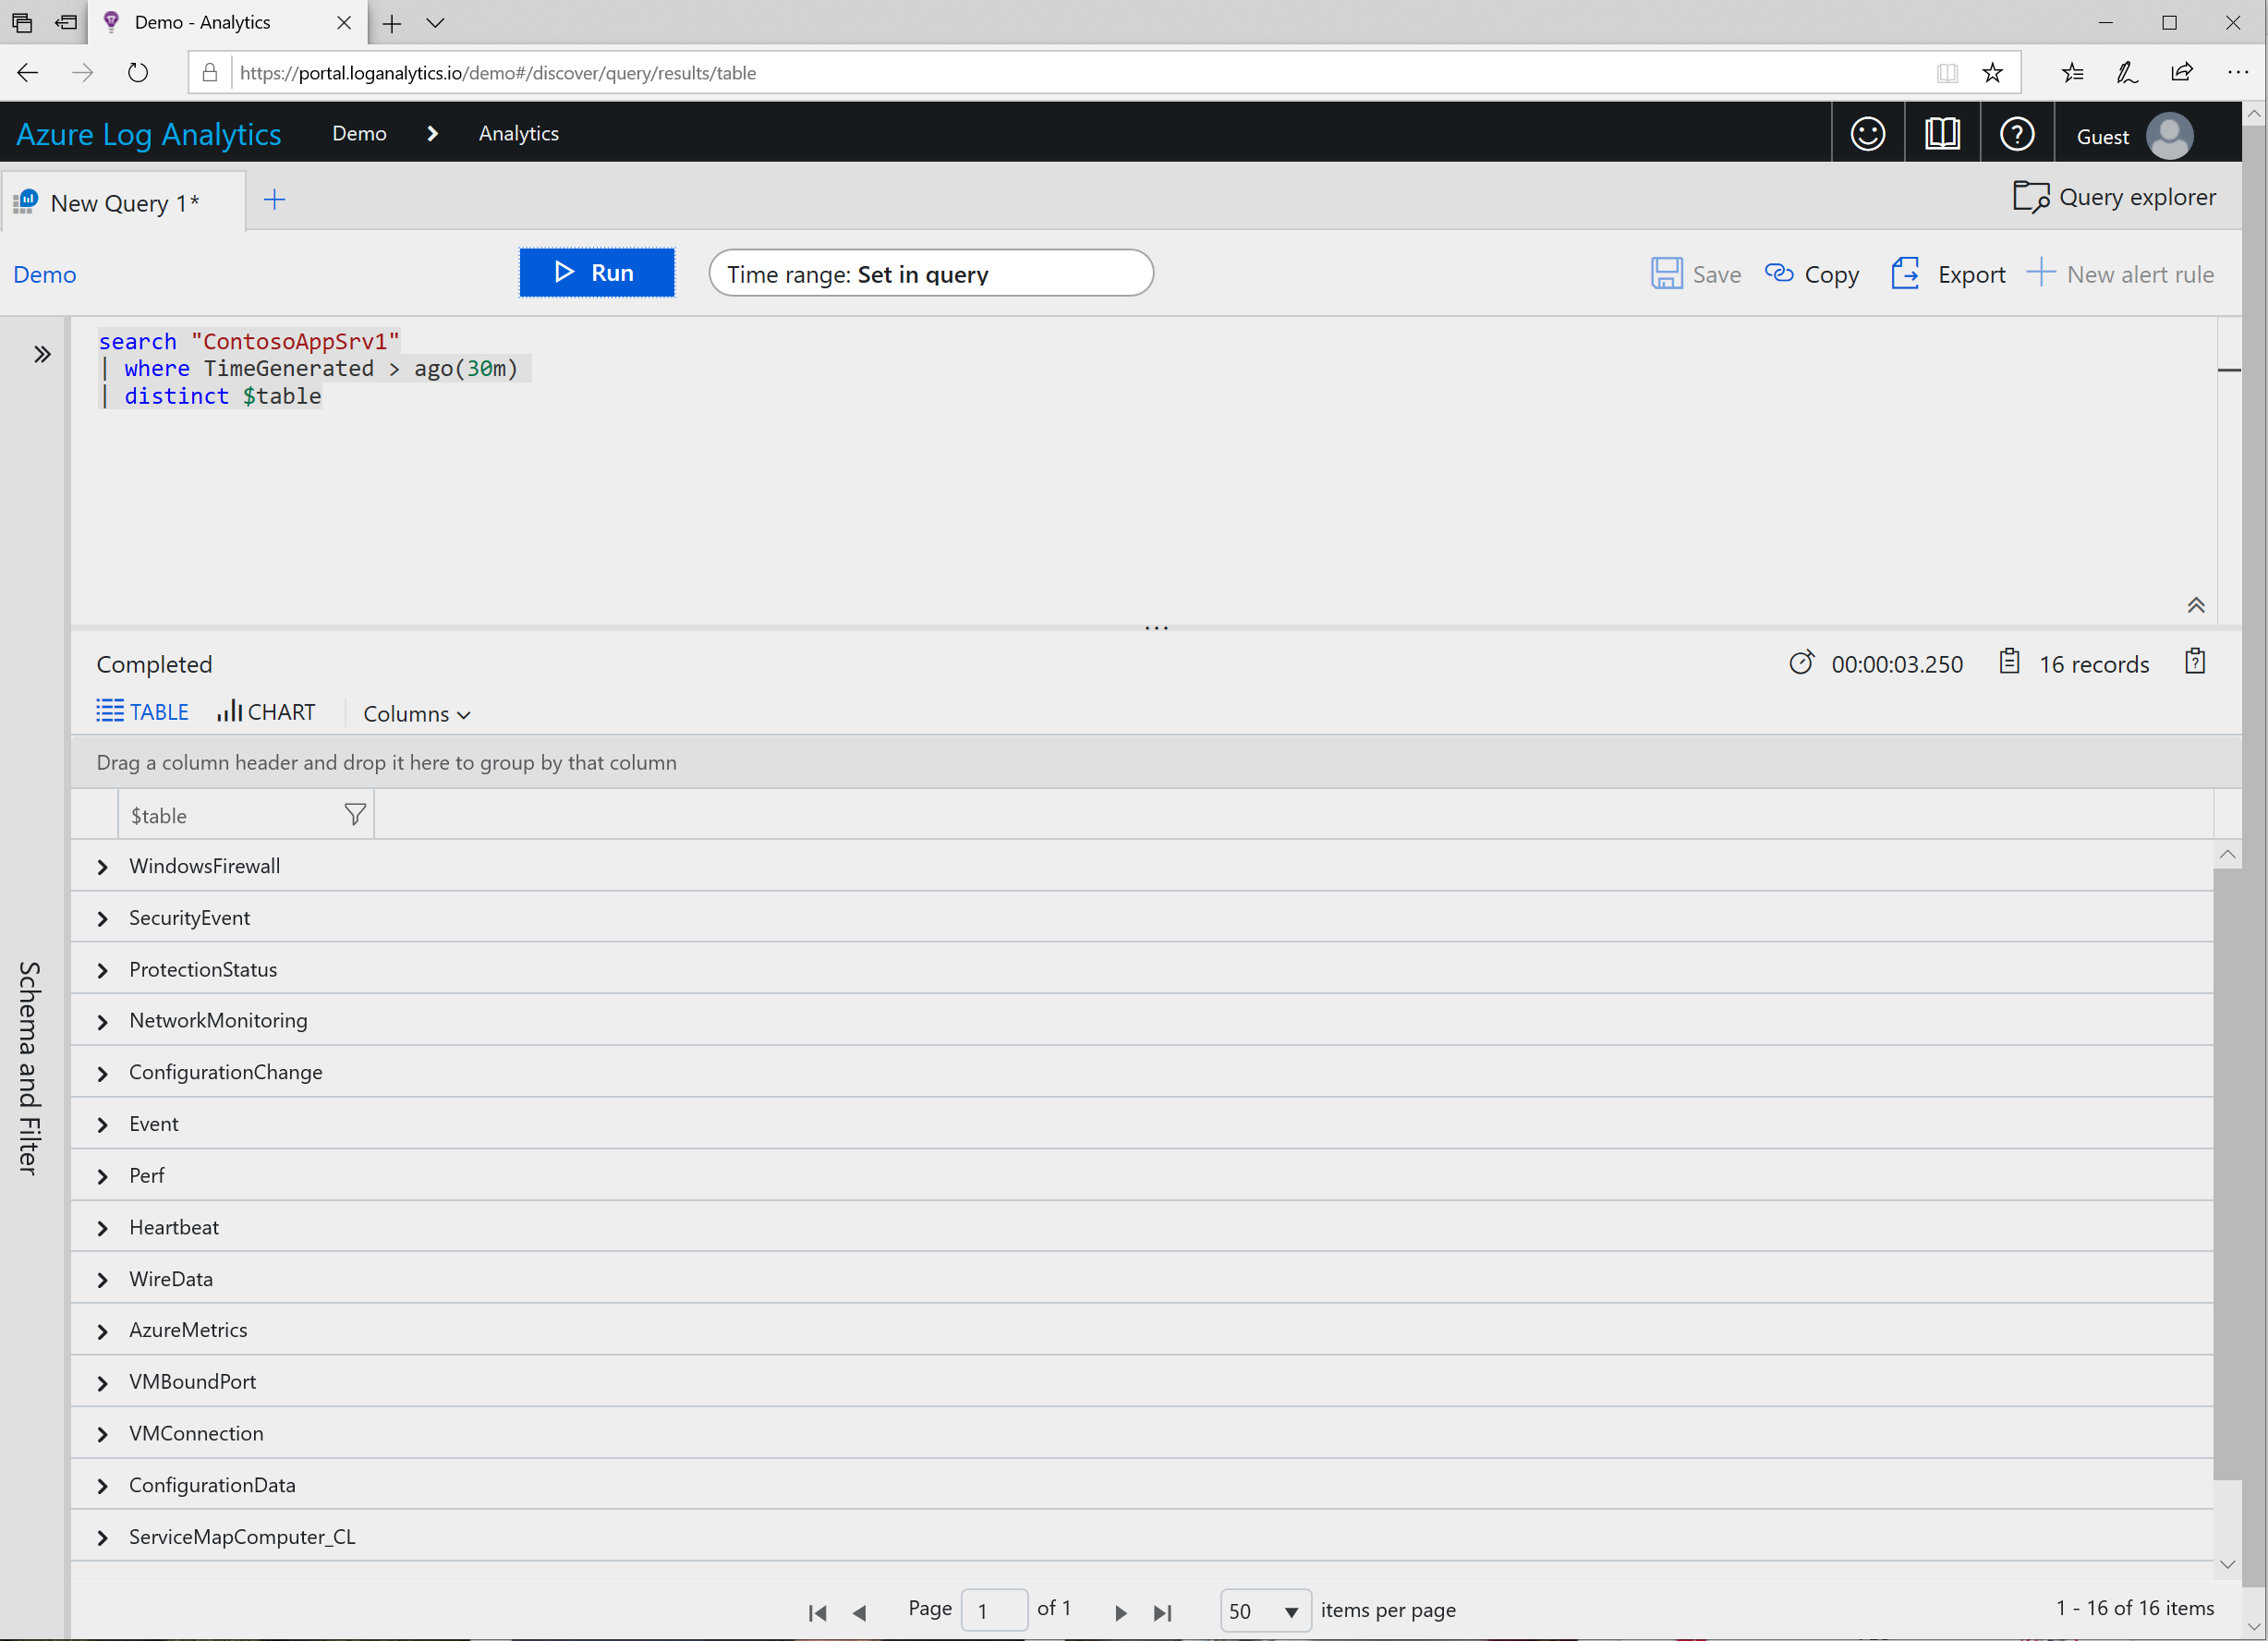 Demo - Analytics
https://portal.loganalytics.io/demo#/discover/query/results/table
Azure Log Analytics Demo Analytics Guest
New Query 1* Query explorer
Demo Run Time range: Set in query Save Copy Export New alert rule
search "ContosoAppSrv1"
| where TimeGenerated > ago(30m)
| distinct $table
Completed 00:00:03.250 16 records
TABLE CHART Columns
Drag a column header and drop it here to group by that column
$table
WindowsFirewall
SecurityEvent
ProtectionStatus
NetworkMonitoring
ConfigurationChange
Event
Perf
Heartbeat
WireData
AzureMetrics
VMBoundPort
VMConnection
ConfigurationData
ServiceMapComputer_CL
Schema and Filter
Page 1 of 1 50 items per page 1 - 16 of 16 items